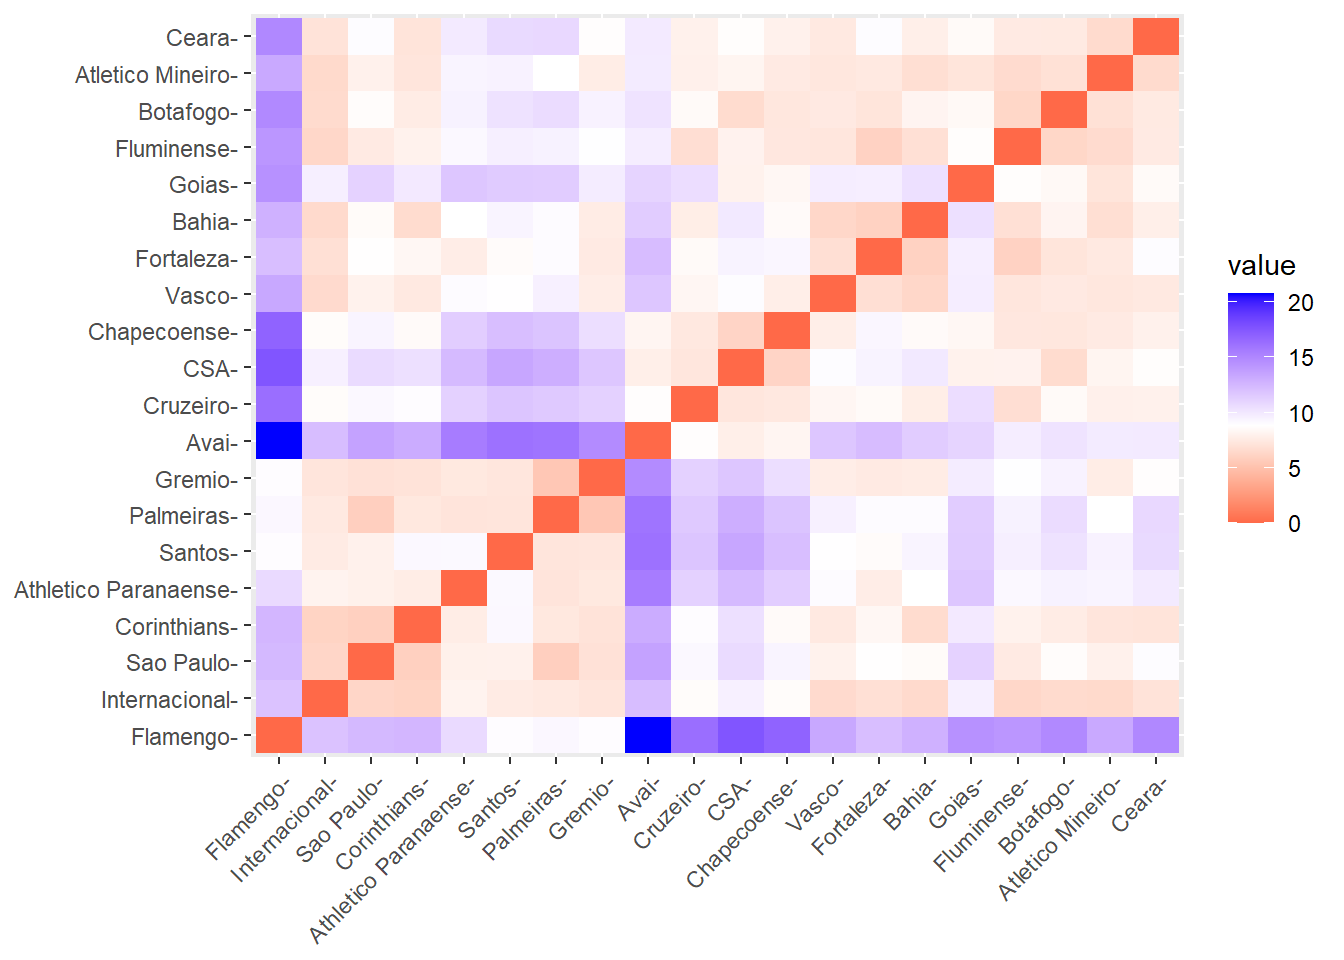 Ceara-
Atletico Mineiro-
Botafogo-
Fluminense-
Goias-
Bahia-
Fortaleza-
Vasco-
Chapecoense-
CSA-
Cruzeiro-
Avai-
Gremio-
Palmeiras-
Santos-
Athletico Paranaense-
Corinthians-
Sao Paulo-
Internacional-
Flamengo-
Flamengo-
Internacional-
Sao Paulo-
Corinthians-
Athletico Paranaense-
Santos-
Palmeiras-
Gremio-
Avai-
Cruzeiro-
CSA-
Chapecoense-
Vasco-
Fortaleza-
Bahia-
Goias-
Fluminense-
Botafogo-
Atletico Mineiro-
Ceara-
value
20
15
10
5
0